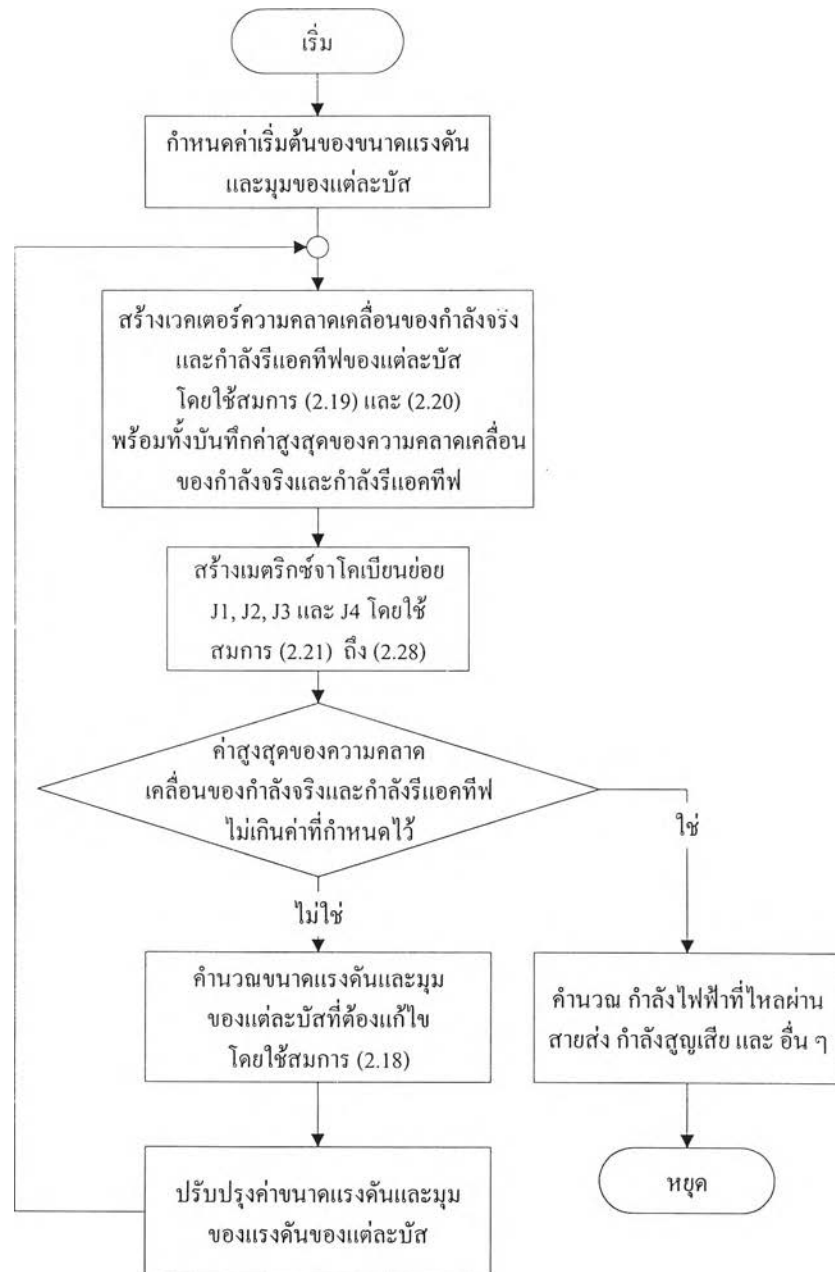 เริ่ม
กำหนดค่าเริ่มต้นของขนาดแรงดัน
และมุมของแต่ละบัส
สร้างเวคเตอร์ความคลาดเคลื่อนของกำลังจริง
และกำลังรีแอคทีฟของแต่ละบัส
โดยใช้สมการ (2.19) และ (2.20)
พร้อมทั้งบันทึกค่าสูงสุดของความคลาดเคลื่อน
ของกำลังจริงและกำลังรีแอคทีฟ
สร้างเมตริกซ์จาโคเบียนย่อย
J1, J2, J3 และ J4 โดยใช้
สมการ (2.21) ถึง (2.28)
ค่าสูงสุดของความคลาด
เคลื่อนของกำลังจริงและกำลังรีแอคทีฟ
ไม่เกินค่าที่กำหนดไว้
ใช่
ไม่ใช่
คำนวณขนาดแรงดันและมุม
ของแต่ละบัสที่ต้องแก้ไข
โดยใช้สมการ (2.18)
คำนวณ กำลังไฟฟ้าที่ไหลผ่าน
สายส่ง กำลังสูญเสีย และ อื่น ๆ
ปรับปรุงค่าขนาดแรงดันและมุม
ของแรงดันของแต่ละบัส
หยุด